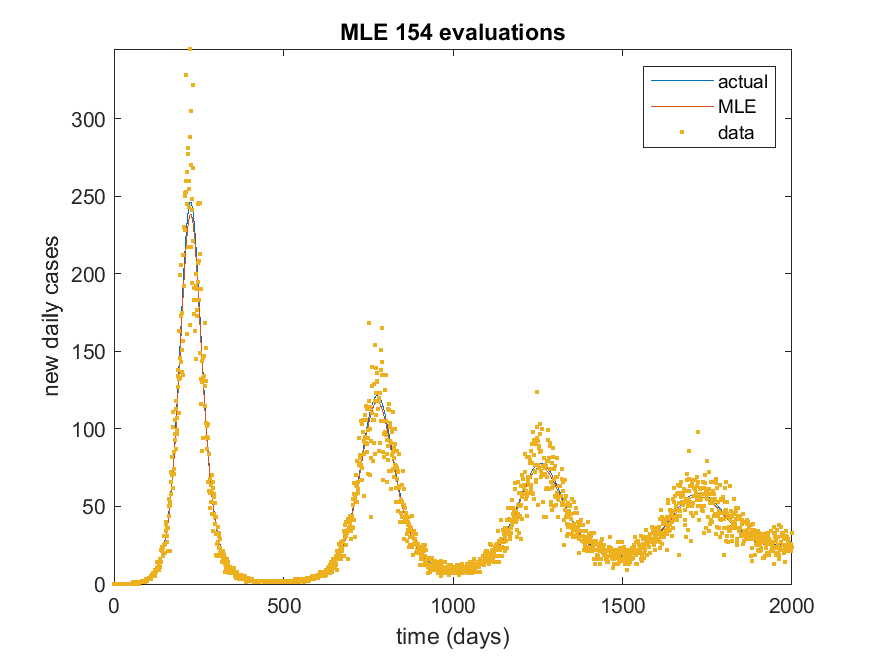 MLE 154 evaluations
actual
MLE
data
300
250
200
150
100
50
0
new daily cases
0 500 1000 1500 2000
time (days)